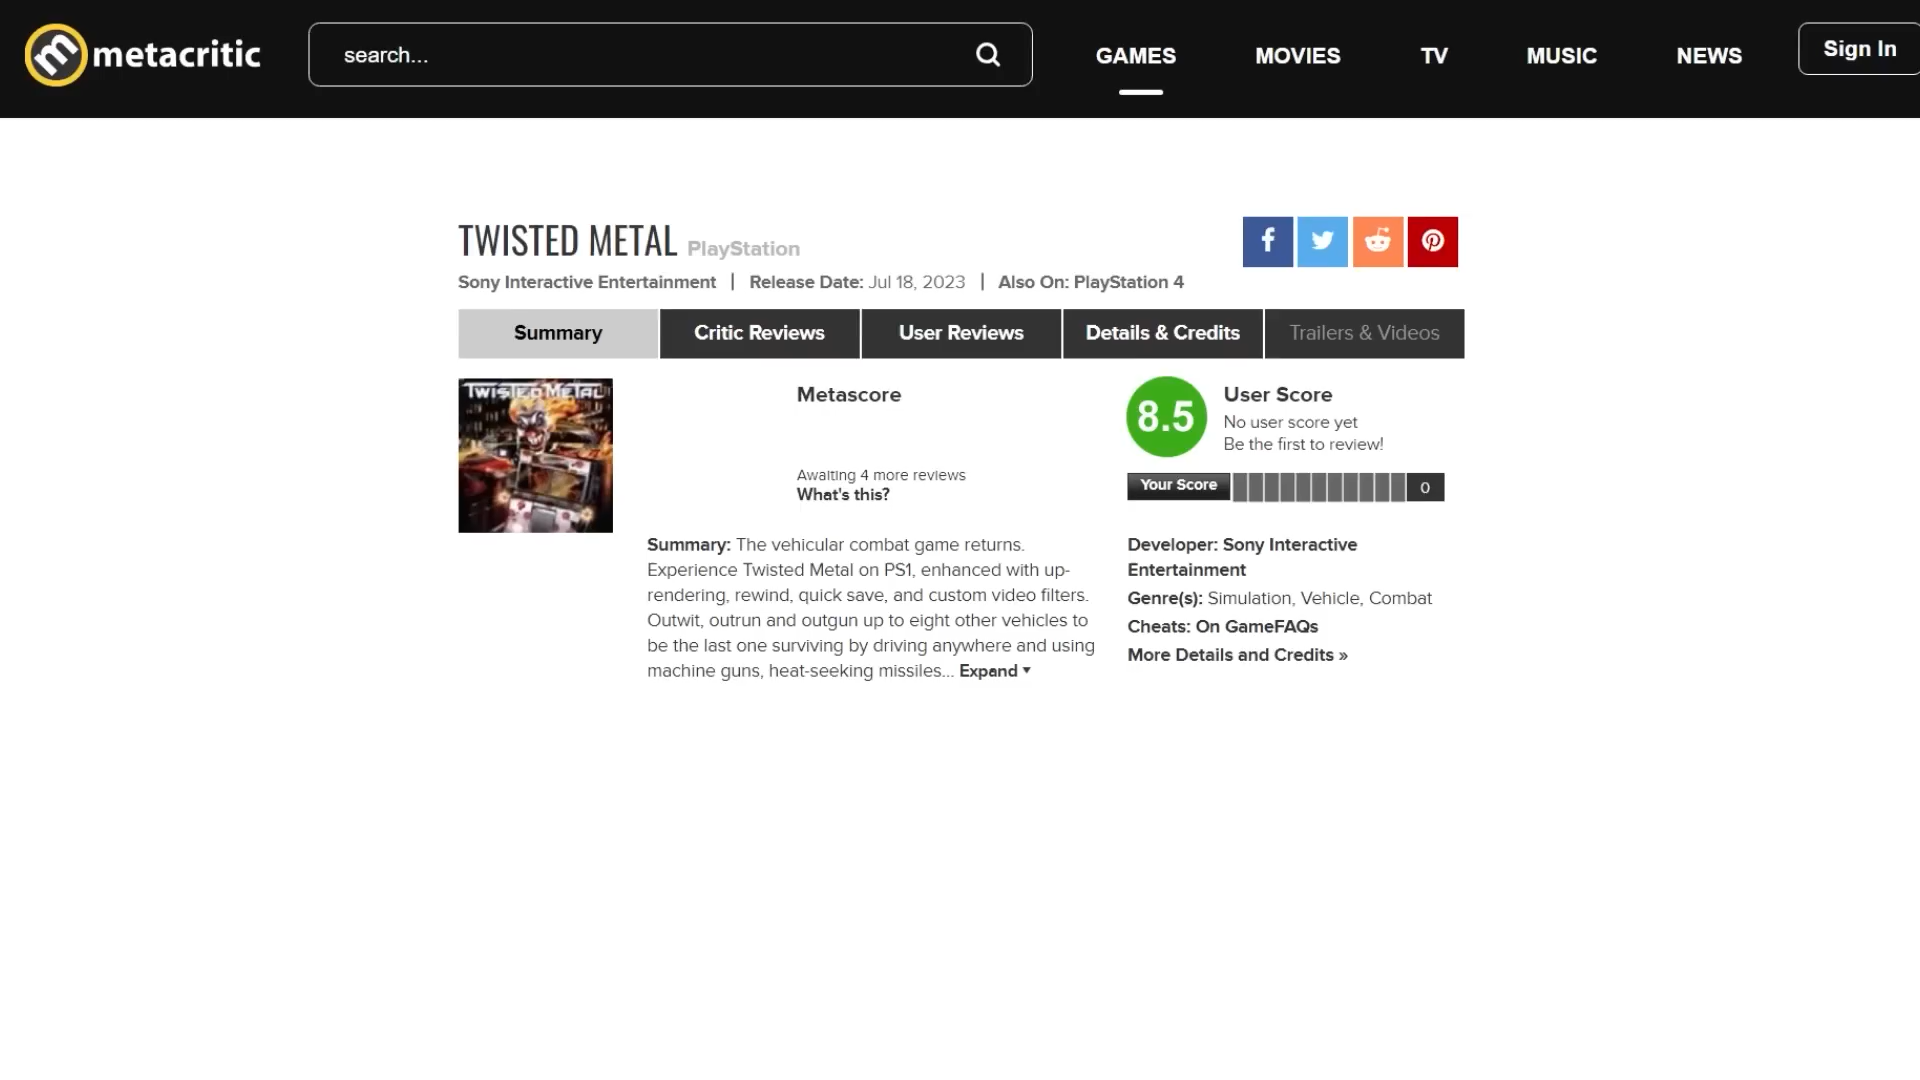 metacritic
search...
GAMES
MOVIES
TV
MUSIC
NEWS
Sign In
TWISTED METAL PlayStation
Sony Interactive Entertainment | Release Date: Jul 18, 2023 | Also On: PlayStation 4
Summary
Critic Reviews
User Reviews
Details & Credits
Trailers & Videos
TWISTED METAL
Metascore
Awaiting 4 more reviews
What's this?
8.5
User Score
No user score yet
Be the first to review!
Your Score
0
Summary: The vehicular combat game returns.
Experience Twisted Metal on PS1, enhanced with up-
rendering, rewind, quick save, and custom video filters.
Outwit, outrun and outgun up to eight other vehicles to
be the last one surviving by driving anywhere and using
machine guns, heat-seeking missiles... Expand
Developer: Sony Interactive
Entertainment
Genre(s): Simulation, Vehicle, Combat
Cheats: On GameFAQs
More Details and Credits »